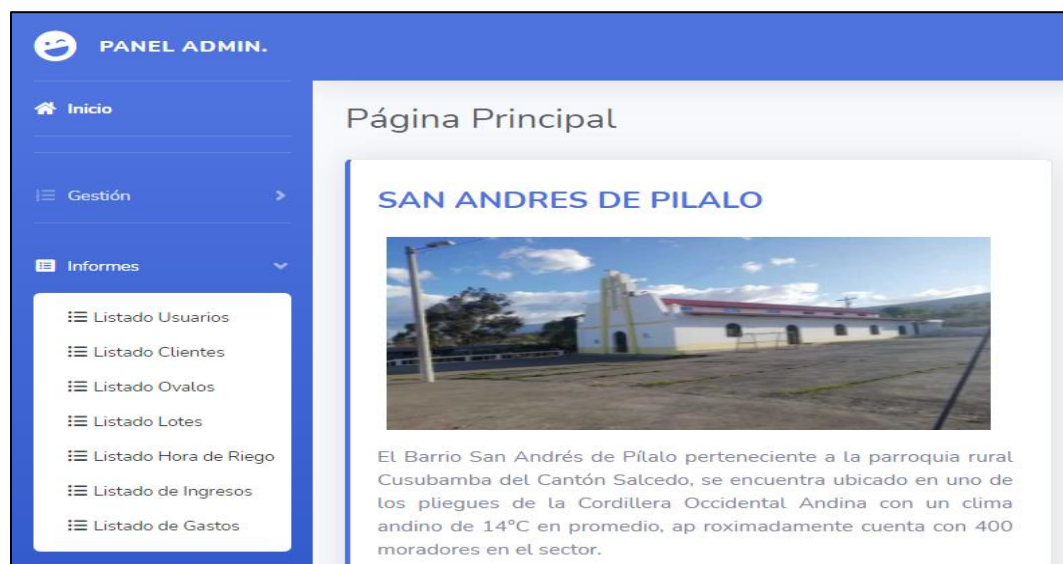 PANEL ADMIN.
Inicio
Gestión
Informes
Listado Usuarios
Listado Clientes
Listado Ovalos
Listado Lotes
Listado Hora de Riego
Listado de Ingresos
Listado de Gastos
Página Principal
SAN ANDRES DE PILALO
El Barrio San Andrés de Pílalo perteneciente a la parroquia rural
Cusubamba del Cantón Salcedo, se encuentra ubicado en uno de
los pliegues de la Cordillera Occidental Andina con un clima
andino de 14°C en promedio, ap roximadamente cuenta con 400
moradores en el sector.